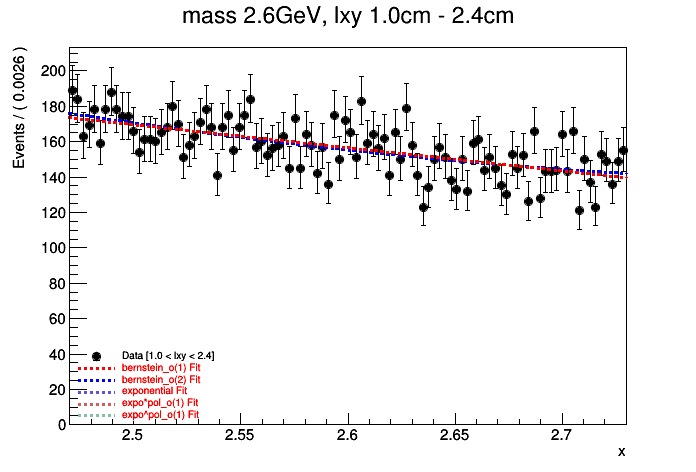 mass 2.6GeV, lxy 1.0cm - 2.4cm
Events / ( 0.0026 )
200
180
160
140
120
100
80
60
40
20
0
Data [1.0 < lxy < 2.4]
bernstein_o(1) Fit
bernstein_o(2) Fit
exponential Fit
expo*pol_o(1) Fit
expo^pol_o(1) Fit
2.5 2.55 2.6 2.65 2.7
x